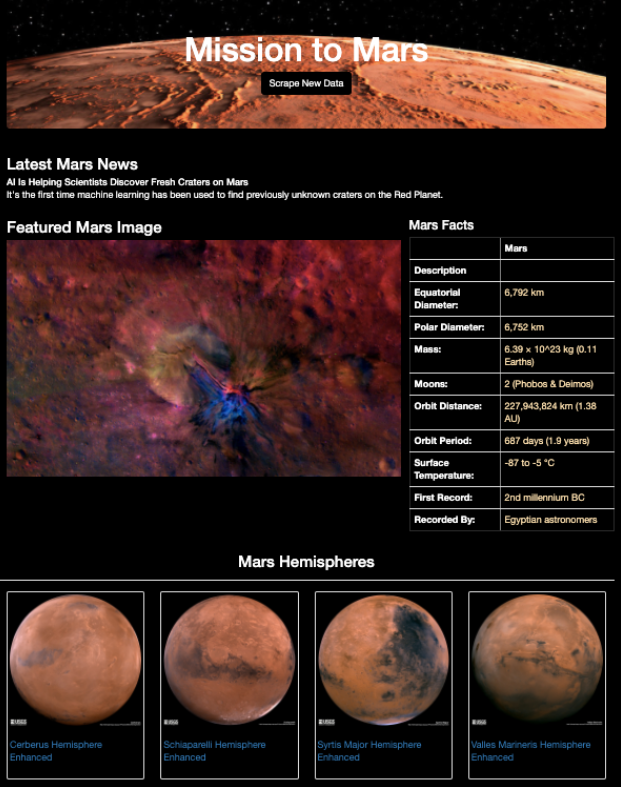 Mission to Mars
Scrape New Data
Latest Mars News
AI Is Helping Scientists Discover Fresh Craters on Mars
It's the first time machine learning has been used to find previously unknown craters on the Red Planet.
Featured Mars Image
Mars Facts
Mars
Description
Equatorial
Diameter:
6,792 km
Polar Diameter:
6,752 km
Mass:
6.39 × 10^23 kg (0.11
Earths)
Moons:
2 (Phobos & Deimos)
Orbit Distance:
227,943,824 km (1.38
AU)
Orbit Period:
687 days (1.9 years)
Surface
Temperature:
-87 to -5 °C
First Record:
2nd millennium BC
Recorded By:
Egyptian astronomers
Mars Hemispheres
USGS
USGS
USGS
USGS
Cerberus Hemisphere
Enhanced
Schiaparelli Hemisphere
Enhanced
Syrtis Major Hemisphere
Enhanced
Valles Marineris Hemisphere
Enhanced